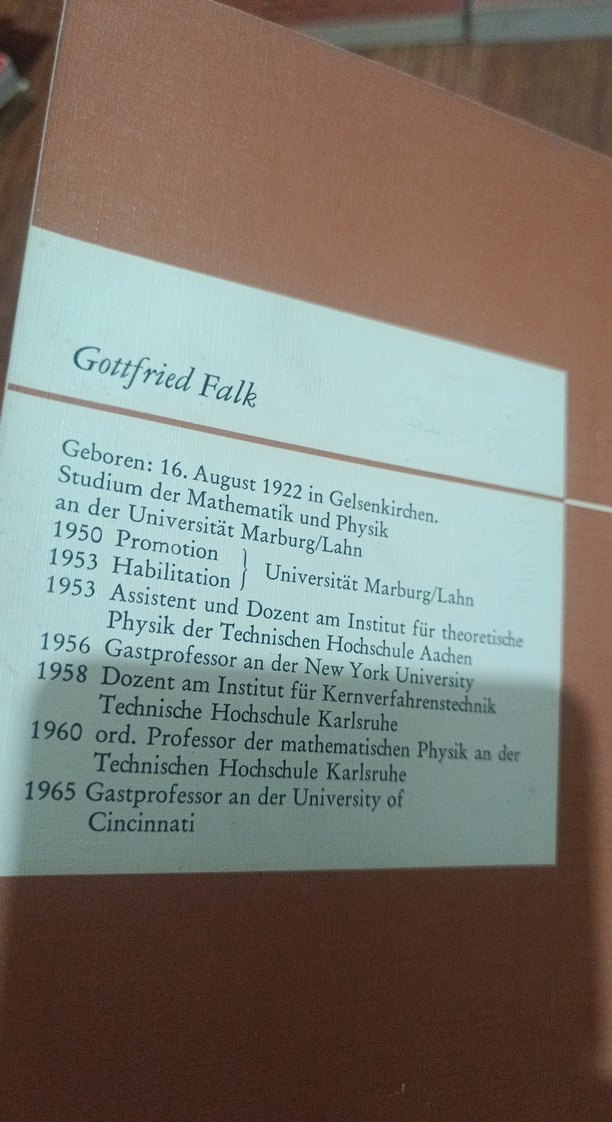 Gottfried Falk
Geboren: 16. August 1922 in Gelsenkirchen.
Studium der Mathematik und Physik
an der Universität Marburg/Lahn
1950 Promotion
1953 Habilitation } Universität Marburg/Lahn
1953 Assistent und Dozent am Institut für theoretische
Physik der Technischen Hochschule Aachen
1956 Gastprofessor an der New York University
1958 Dozent am Institut für Kernverfahrenstechnik
Technische Hochschule Karlsruhe
1960 ord. Professor der mathematischen Physik an der
Technischen Hochschule Karlsruhe
1965 Gastprofessor an der University of
Cincinnati